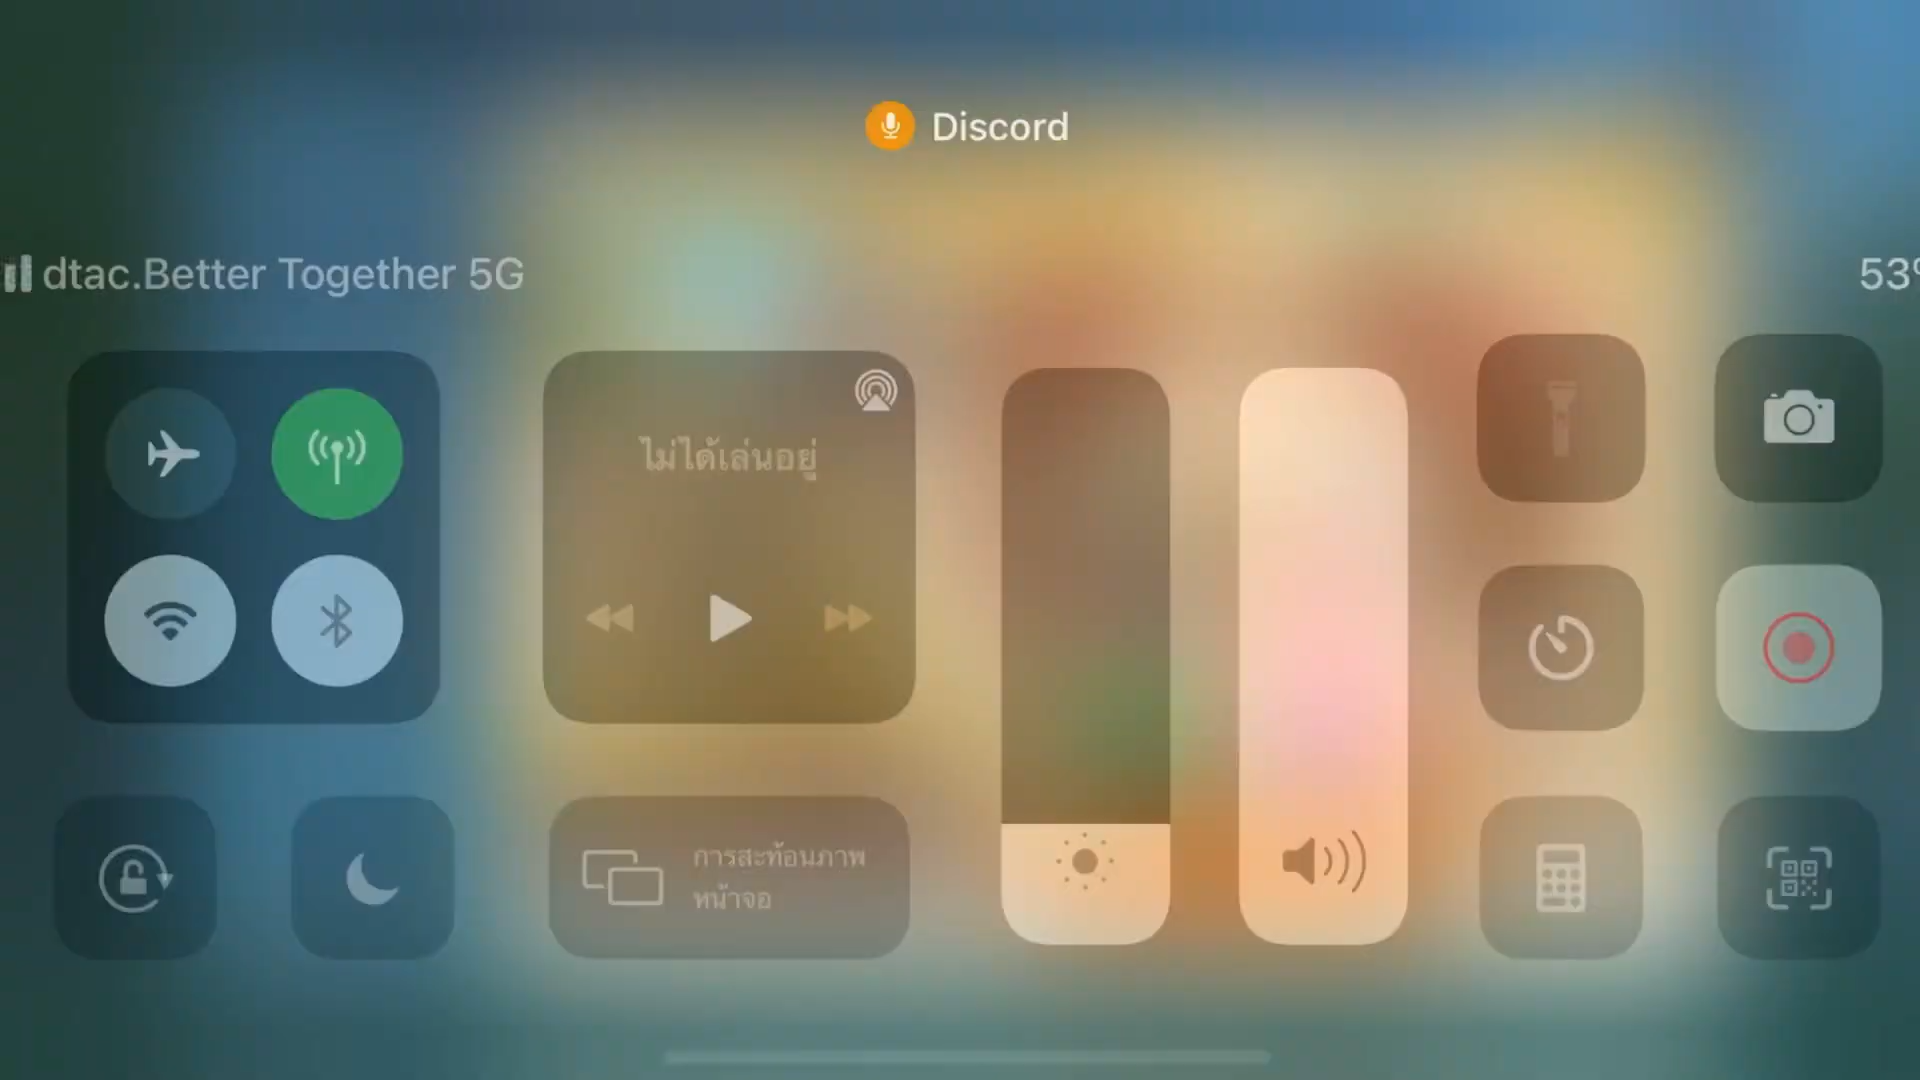 Discord
dtac.Better Together 5G
53%
ไม่ได้เล่นอยู่
การสะท้อนภาพ
หน้าจอ